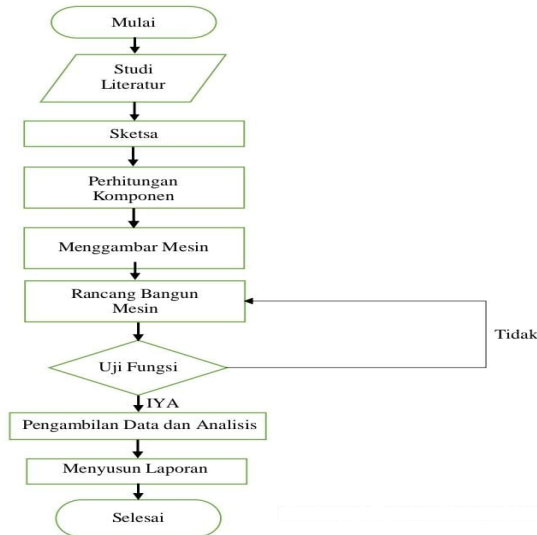 Mulai
Studi
Literatur
Sketsa
Perhitungan
Komponen
Menggambar Mesin
Rancang Bangun
Mesin
Tidak
Uji Fungsi
IYA
Pengambilan Data dan Analisis
Menyusun Laporan
Selesai